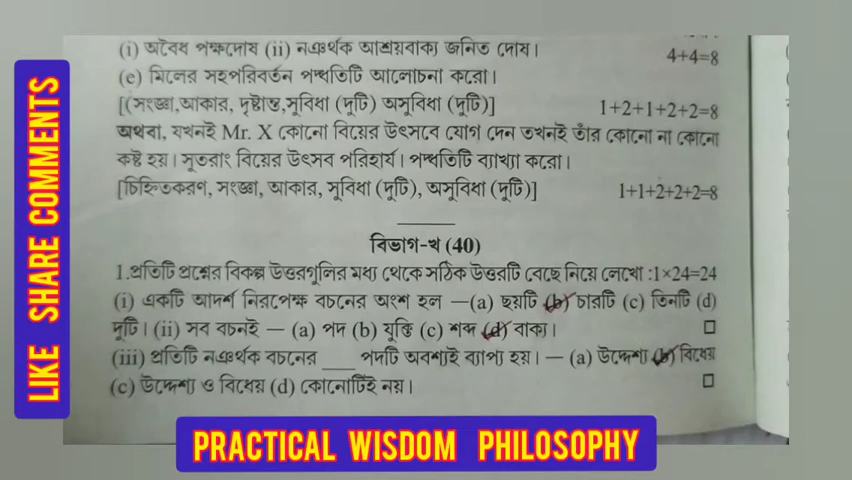 (i) অবৈধ পক্ষদোষ (ii) নঞর্থক আশ্রয়বাক্য জনিত দোষ।
4+4=8
(e) মিলের সহপরিবর্তন পদ্ধতিটি আলোচনা করো।
[(সংজ্ঞা,আকার, দৃষ্টান্ত,সুবিধা (দুটি) অসুবিধা (দুটি)] 1+2+1+2+2=8
অথবা, যখনই Mr. X কোনো বিয়ের উৎসবে যোগ দেন তখনই তাঁর কোনো না কোনো
কষ্ট হয়। সুতরাং বিয়ের উৎসব পরিহার্য। পদ্ধতিটি ব্যাখ্যা করো।
[চিহ্নিতকরণ, সংজ্ঞা, আকার, সুবিধা (দুটি), অসুবিধা (দুটি)] 1+1+2+2+2=8
বিভাগ-খ (40)
1.প্রতিটি প্রশ্নের বিকল্প উত্তরগুলির মধ্য থেকে সঠিক উত্তরটি বেছে নিয়ে লেখো :1×24=24
(i) একটি আদর্শ নিরপেক্ষ বচনের অংশ হল —(a) ছয়টি (b) চারটি (c) তিনটি (d)
দুটি। (ii) সব বচনই — (a) পদ (b) যুক্তি (c) শব্দ (d) বাক্য।
(iii) প্রতিটি নঞর্থক বচনের ___ পদটি অবশ্যই ব্যাপ্য হয়। — (a) উদ্দেশ্য (b) বিধেয়
(c) উদ্দেশ্য ও বিধেয় (d) কোনোটিই নয়।
LIKE SHARE COMMENTS
PRACTICAL WISDOM PHILOSOPHY